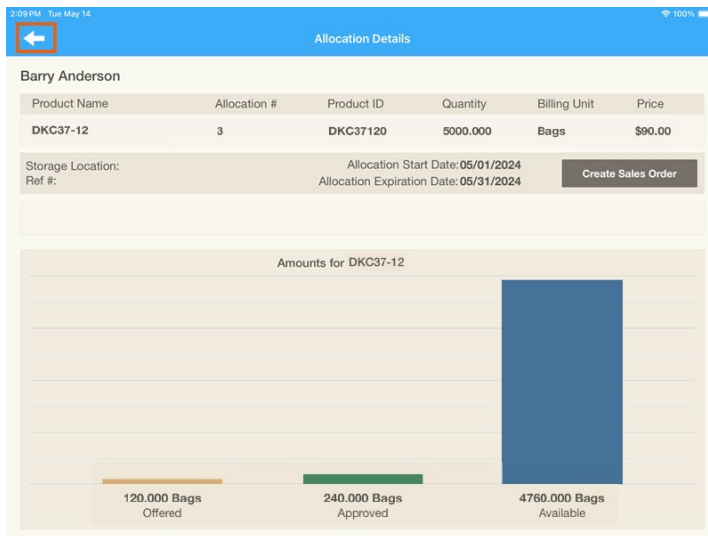 2:09 PM Tue May 14
100%
Allocation Details
Barry Anderson
Product Name Allocation # Product ID Quantity Billing Unit Price
DKC37-12 3 DKC37120 5000.000 Bags $90.00
Storage Location:
Ref #:
Allocation Start Date: 05/01/2024
Allocation Expiration Date: 05/31/2024
Create Sales Order
Amounts for DKC37-12
120.000 Bags
Offered
240.000 Bags
Approved
4760.000 Bags
Available